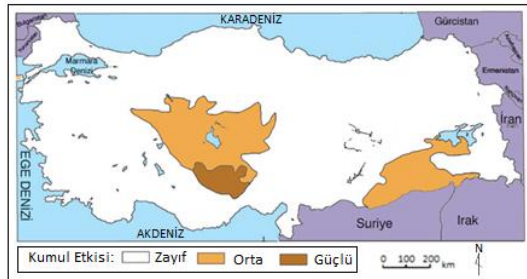 KARADENİZ
Gürcistan
Bulgaristan
Marmara
Denizi
Ermenistan
İran
EGE DENİZİ
AKDENİZ
Suriye
Irak
Kumul Etkisi: Zayıf Orta Güçlü
0 100 200
km
N